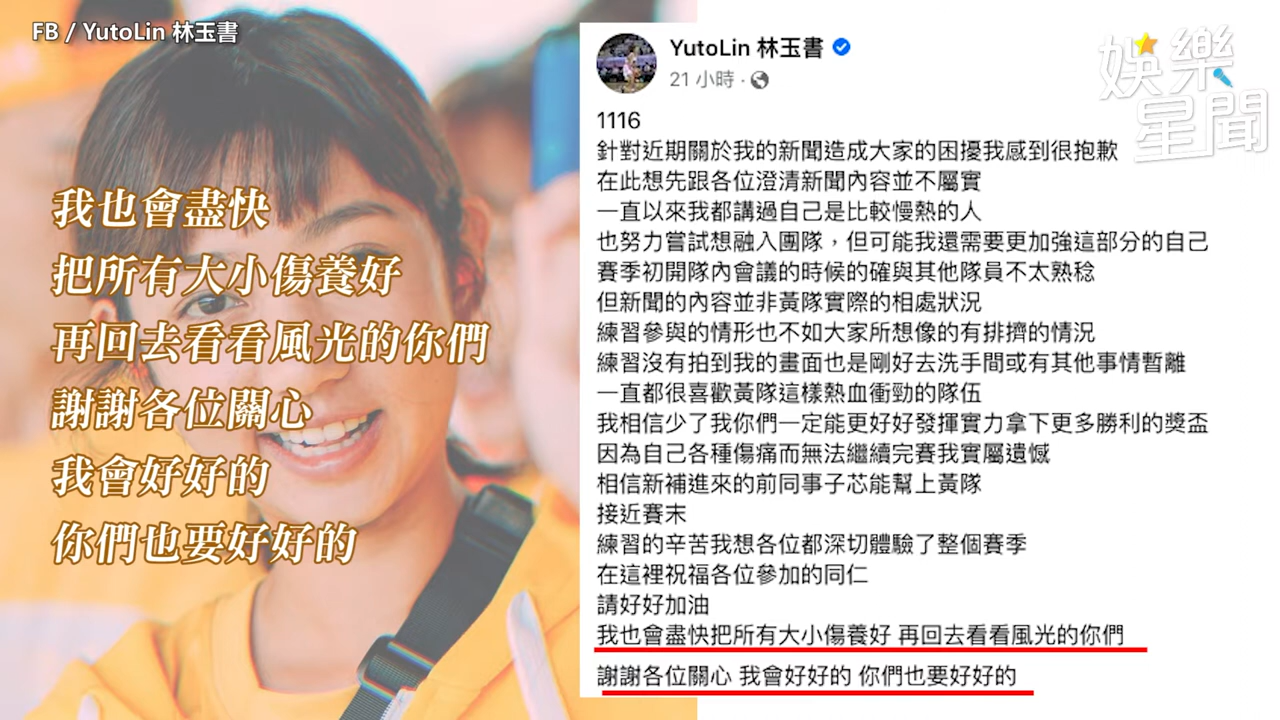 FB / YutoLin 林玉書
我也會盡快
把所有大小傷養好
再回去看看風光的你們
謝謝各位關心
我會好好的
你們也要好好的
YutoLin 林玉書
21 小時 ·
娛樂
星聞
1116
針對近期關於我的新聞造成大家的困擾我感到很抱歉
在此想先跟各位澄清新聞內容並不屬實
一直以來我都講過自己是比較慢熱的人
也努力嘗試想融入團隊，但可能我還需要更加強這部分的自己
賽季初開隊內會議的時候的確與其他隊員不太熟稔
但新聞的內容並非黃隊實際的相處狀況
練習參與的情形也不如大家所想像的有排擠的情況
練習沒有拍到我的畫面也是剛好去洗手間或有其他事情暫離
一直都很喜歡黃隊這樣熱血衝勁的隊伍
我相信少了我你們一定能更好好發揮實力拿下更多勝利的獎盃
因為自己各種傷痛而無法繼續完賽我實屬遺憾
相信新補進來的前同事子芯能幫上黃隊
接近賽末
練習的辛苦我想各位都深切體驗了整個賽季
在這裡祝福各位參加的同仁
請好好加油
我也會盡快把所有大小傷養好 再回去看看風光的你們
謝謝各位關心 我會好好的 你們也要好好的